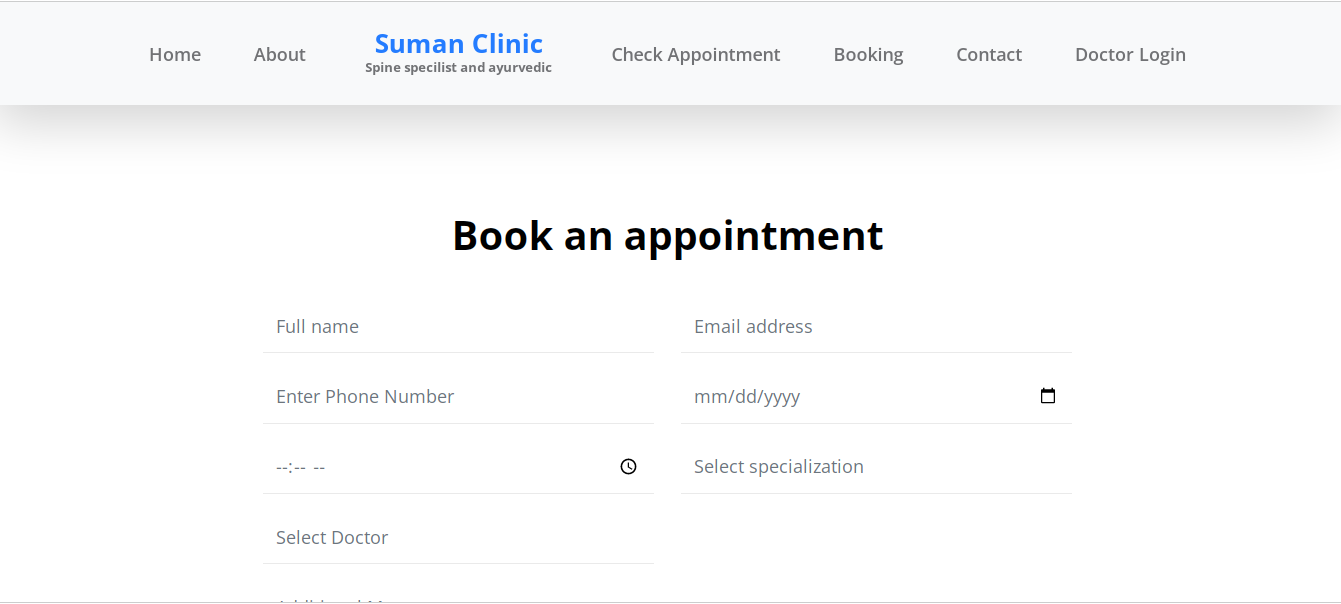 Home
About
Suman Clinic
Spine specilist and ayurvedic
Check Appointment
Booking
Contact
Doctor Login
Book an appointment
Full name
Email address
Enter Phone Number
mm/dd/yyyy
--:-- --
Select specialization
Select Doctor